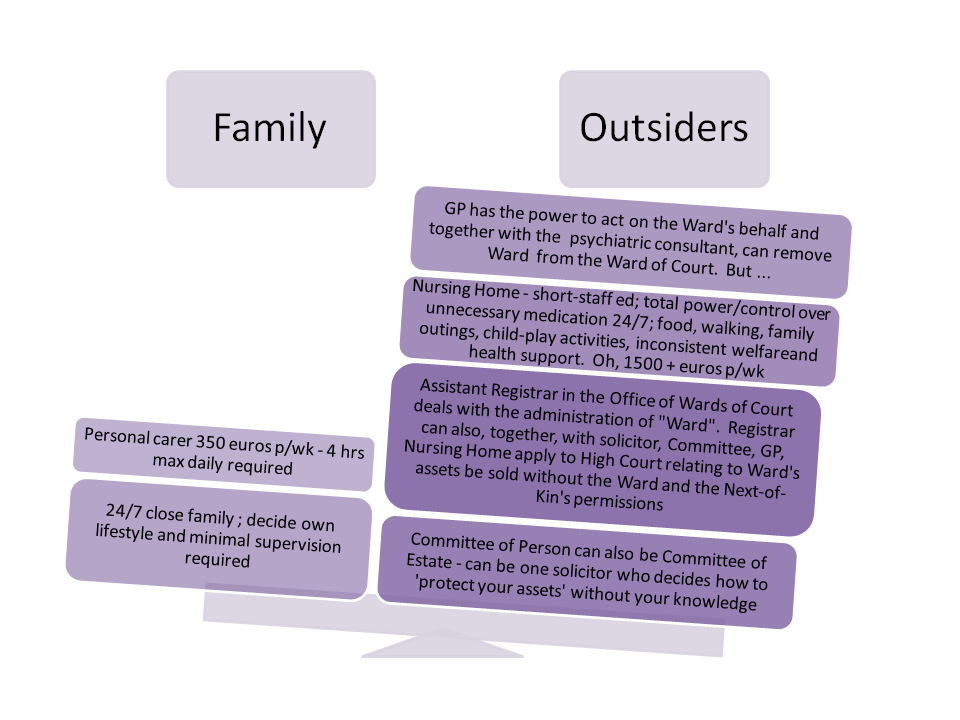 Family
Outsiders
GP has the power to act on the Ward's behalf and
together with the  psychiatric consultant, can remove
Ward  from the Ward of Court.  But ...
Nursing Home - short-staff ed; total power/control over
unnecessary medication 24/7; food, walking, family
outings, child-play activities, inconsistent welfareand
health support.  Oh, 1500 + euros p/wk
Assistant Registrar in the Office of Wards of Court
deals with the administration of "Ward".  Registrar
can also, together, with solicitor, Committee, GP,
Nursing Home apply to High Court relating to Ward's
assets be sold without the Ward and the Next-of-
Kin's permissions
Committee of Person can also be Committee of
Estate - can be one solicitor who decides how to
'protect your assets' without your knowledge
Personal carer 350 euros p/wk - 4 hrs
max daily required
24/7 close family ; decide own
lifestyle and minimal supervision
required